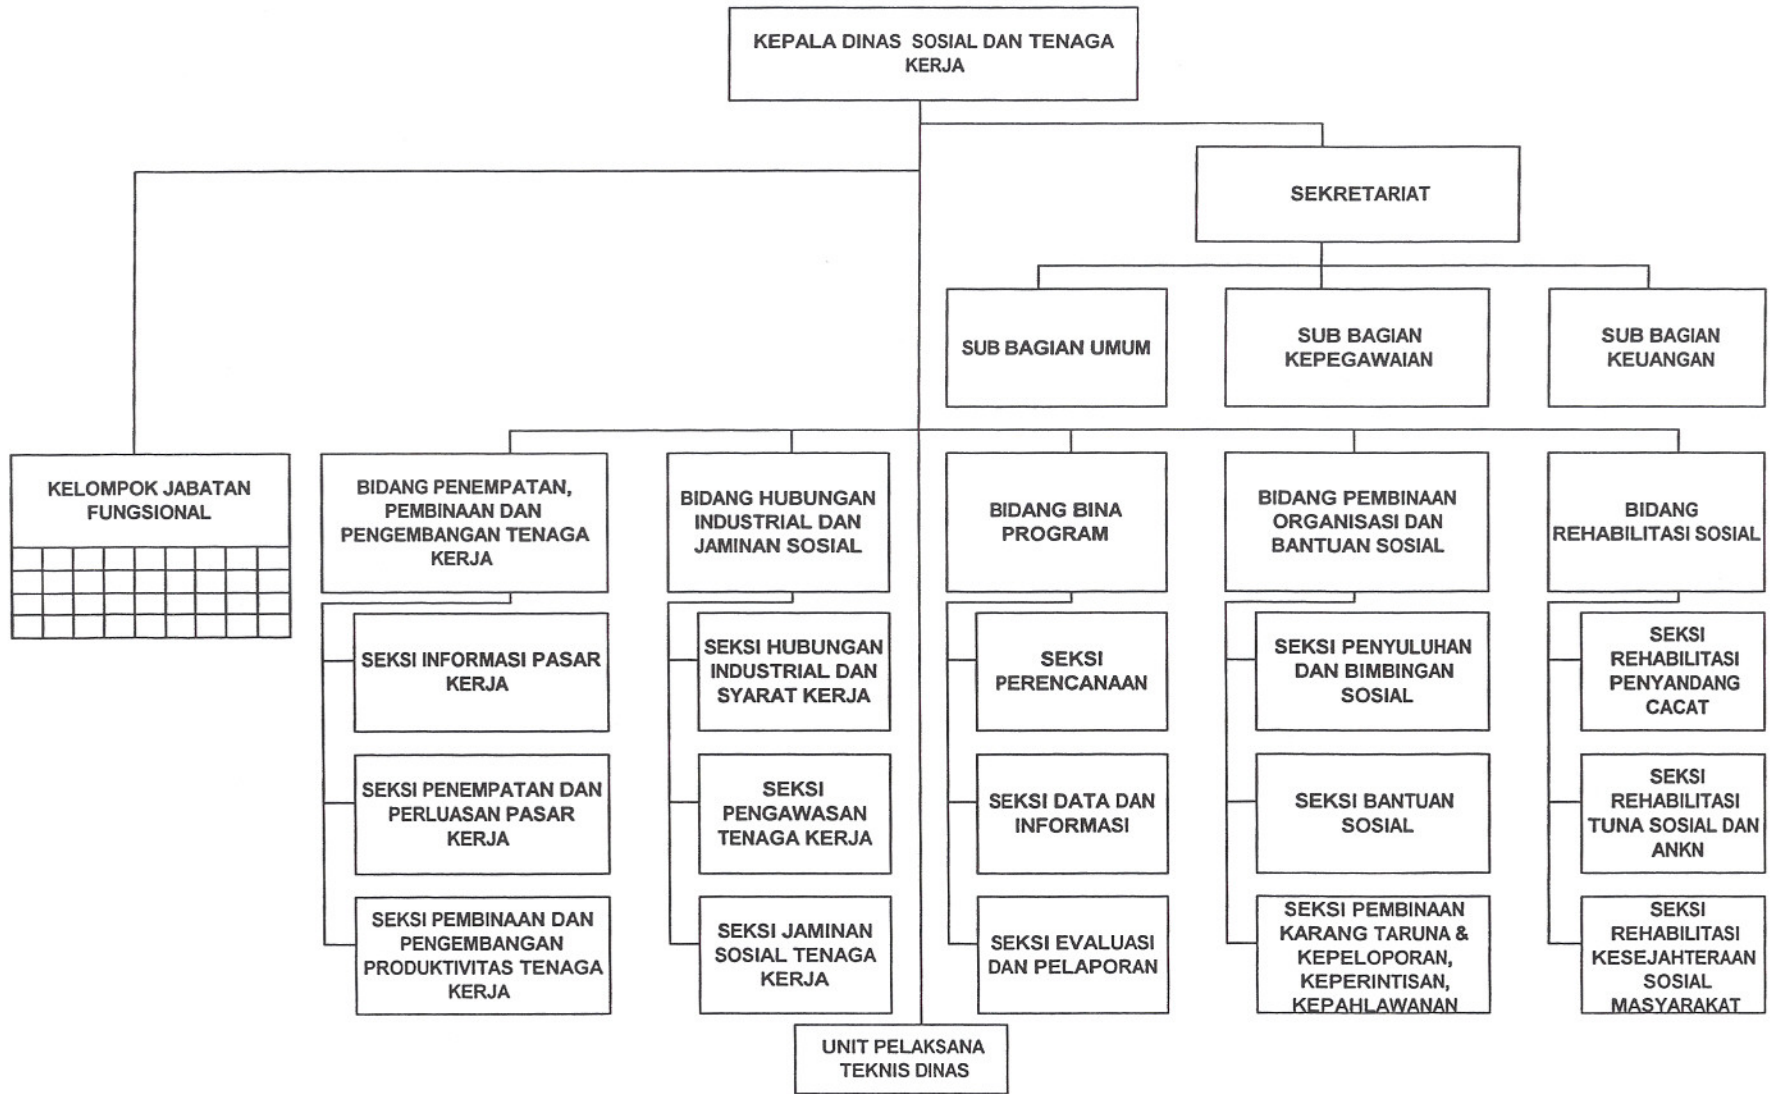 KEPALA DINAS SOSIAL DAN TENAGA
KERJA
SEKRETARIAT
SUB BAGIAN UMUM
SUB BAGIAN
KEPEGAWAIAN
SUB BAGIAN
KEUANGAN
KELOMPOK JABATAN
FUNGSIONAL
BIDANG PENEMPATAN,
PEMBINAAN DAN
PENGEMBANGAN TENAGA
KERJA
BIDANG HUBUNGAN
INDUSTRIAL DAN
JAMINAN SOSIAL
BIDANG BINA
PROGRAM
BIDANG PEMBINAAN
ORGANISASI DAN
BANTUAN SOSIAL
BIDANG
REHABILITASI SOSIAL
SEKSI INFORMASI PASAR
KERJA
SEKSI HUBUNGAN
INDUSTRIAL DAN
SYARAT KERJA
SEKSI
PERENCANAAN
SEKSI PENYULUHAN
DAN BIMBINGAN
SOSIAL
SEKSI
REHABILITASI
PENYANDANG
CACAT
SEKSI PENEMPATAN DAN
PERLUASAN PASAR
KERJA
SEKSI
PENGAWASAN
TENAGA KERJA
SEKSI DATA DAN
INFORMASI
SEKSI BANTUAN
SOSIAL
SEKSI
REHABILITASI
TUNA SOSIAL DAN
ANKN
SEKSI PEMBINAAN DAN
PENGEMBANGAN
PRODUKTIVITAS TENAGA
KERJA
SEKSI JAMINAN
SOSIAL TENAGA
KERJA
SEKSI EVALUASI
DAN PELAPORAN
SEKSI PEMBINAAN
KARANG TARUNA &
KEPELOPORAN,
KEPERINTISAN,
KEPAHLAWANAN
SEKSI
REHABILITASI
KESEJAHTERAAN
SOSIAL
MASYARAKAT
UNIT PELAKSANA
TEKNIS DINAS